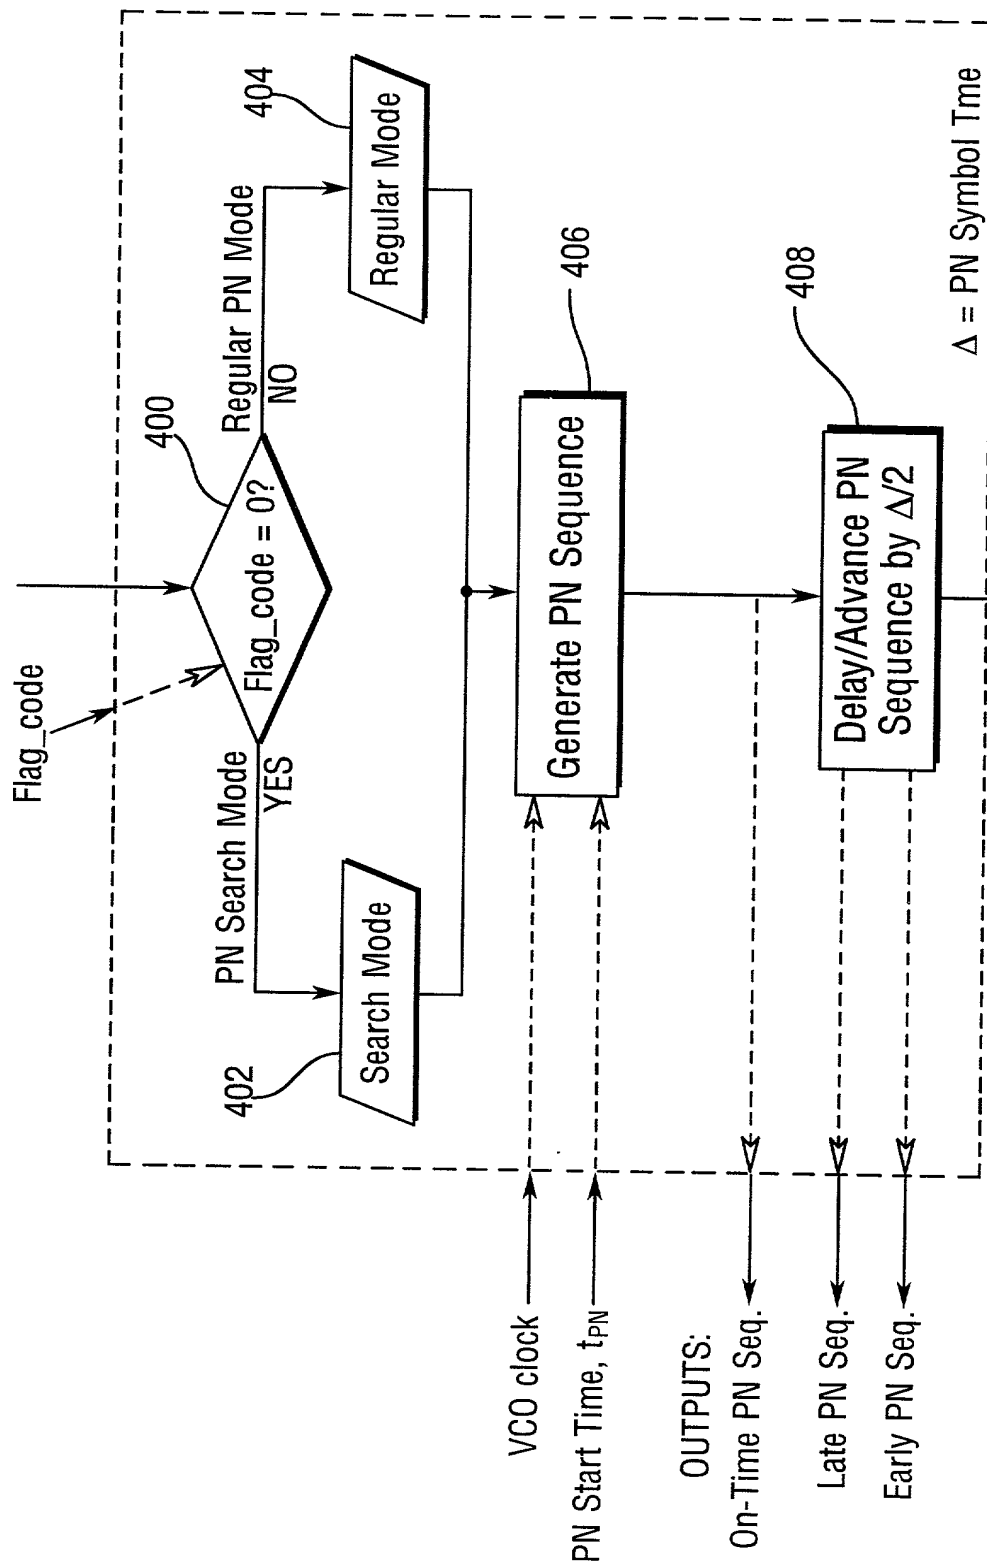 Flag_code
400
Flag_code = 0?
PN Search Mode
YES
Regular PN Mode
NO
402
Search Mode
404
Regular Mode
VCO clock
PN Start Time, tPN
Generate PN Sequence
406
OUTPUTS:
On-Time PN Seq.
Late PN Seq.
Early PN Seq.
Delay/Advance PN
Sequence by Δ/2
408
Δ = PN Symbol Tme